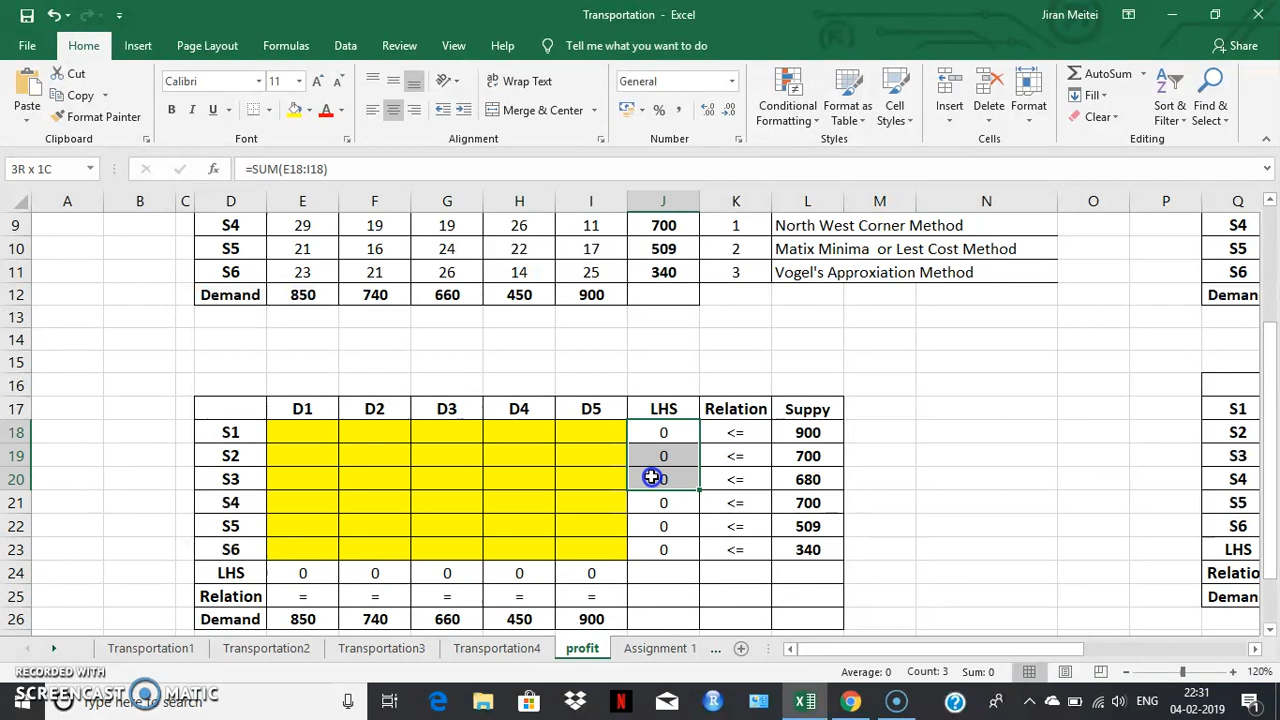 Transportation - Excel
Jiran Meitei
File Home Insert Page Layout Formulas Data Review View Help Tell me what you want to do Share
Paste Cut Copy Format Painter Clipboard
Calibri 11 A A B I U A Font
Wrap Text Merge & Center Alignment
General % , Number
Conditional Formatting Format as Table Cell Styles Styles
Insert Delete Format Cells
AutoSum Fill Clear Sort & Filter Find & Select Editing
3R x 1C fx =SUM(E18:I18)
A B C D E F G H I J K L M N O P Q
9 S4 29 19 19 26 11 700 1 North West Corner Method S4
10 S5 21 16 24 22 17 509 2 Matix Minima or Lest Cost Method S5
11 S6 23 21 26 14 25 340 3 Vogel's Approxiation Method S6
12 Demand 850 740 660 450 900 Deman
13
14
15
16
17 D1 D2 D3 D4 D5 LHS Relation Suppy S1
18 S1 0 <= 900 S2
19 S2 0 <= 700 S3
20 S3 0 <= 680 S4
21 S4 0 <= 700 S5
22 S5 0 <= 509 S6
23 S6 0 <= 340 LHS
24 LHS 0 0 0 0 0 Relatio
25 Relation = = = = = Deman
26 Demand 850 740 660 450 900
Transportation1 Transportation2 Transportation3 Transportation4 profit Assignment 1 ...
Average: 0 Count: 3 Sum: 0 120%
RECORDED WITH
SCREENCAST MATIC
Type here to search
ENG 22:31
04-02-2019